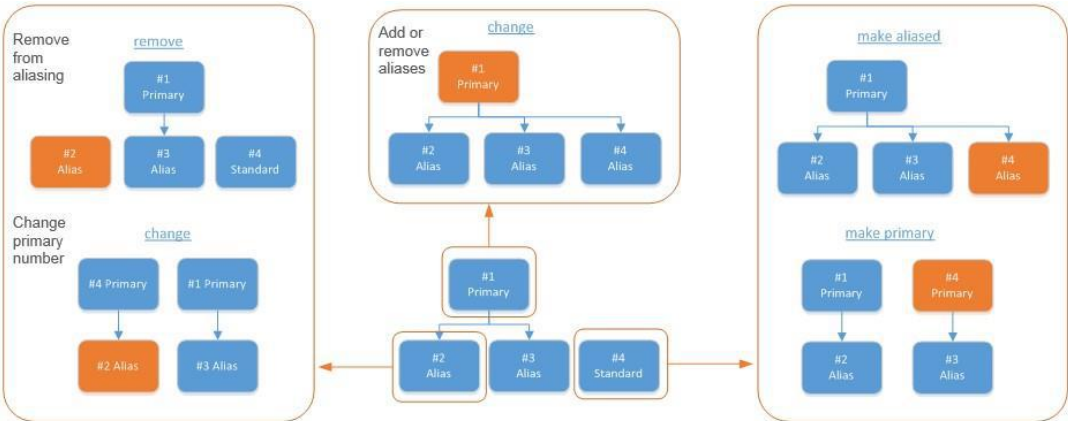 Remove
from
aliasing
remove
#1
Primary
#2
Alias
#3
Alias
#4
Standard
Change
primary
number
change
#4 Primary
#1 Primary
#2 Alias
#3 Alias
Add or
remove
aliases
change
#1
Primary
#2
Alias
#3
Alias
#4
Alias
#1
Primary
#2
Alias
#3
Alias
#4
Standard
make aliased
#1
Primary
#2
Alias
#3
Alias
#4
Alias
make primary
#1
Primary
#4
Primary
#2
Alias
#3
Alias